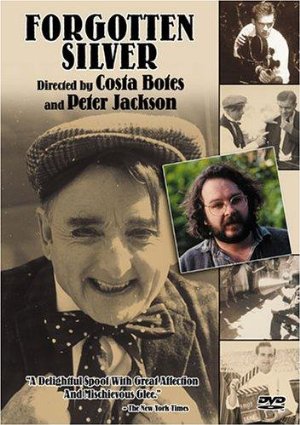 FORGOTTEN
SILVER
Directed by Costa Botes
and Peter Jackson
"A Delightful Spoof With Great Affection
And Mischievous Glee."
- The New York Times
DVD